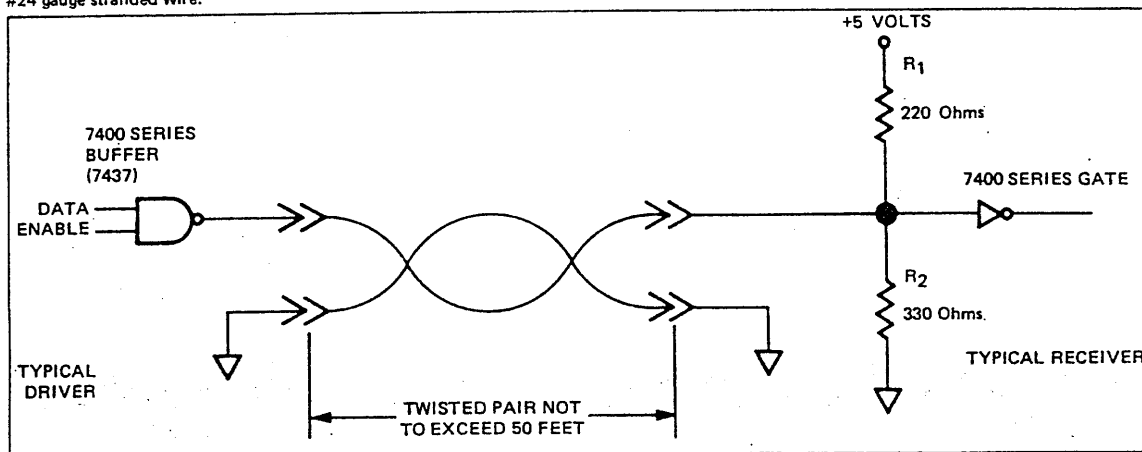 #24 gauge stranded wire.
+5 VOLTS
R1
220 Ohms
7400 SERIES
BUFFER
(7437)
7400 SERIES GATE
DATA
ENABLE
R2
330 Ohms.
TYPICAL
DRIVER
TYPICAL RECEIVER
TWISTED PAIR NOT
TO EXCEED 50 FEET